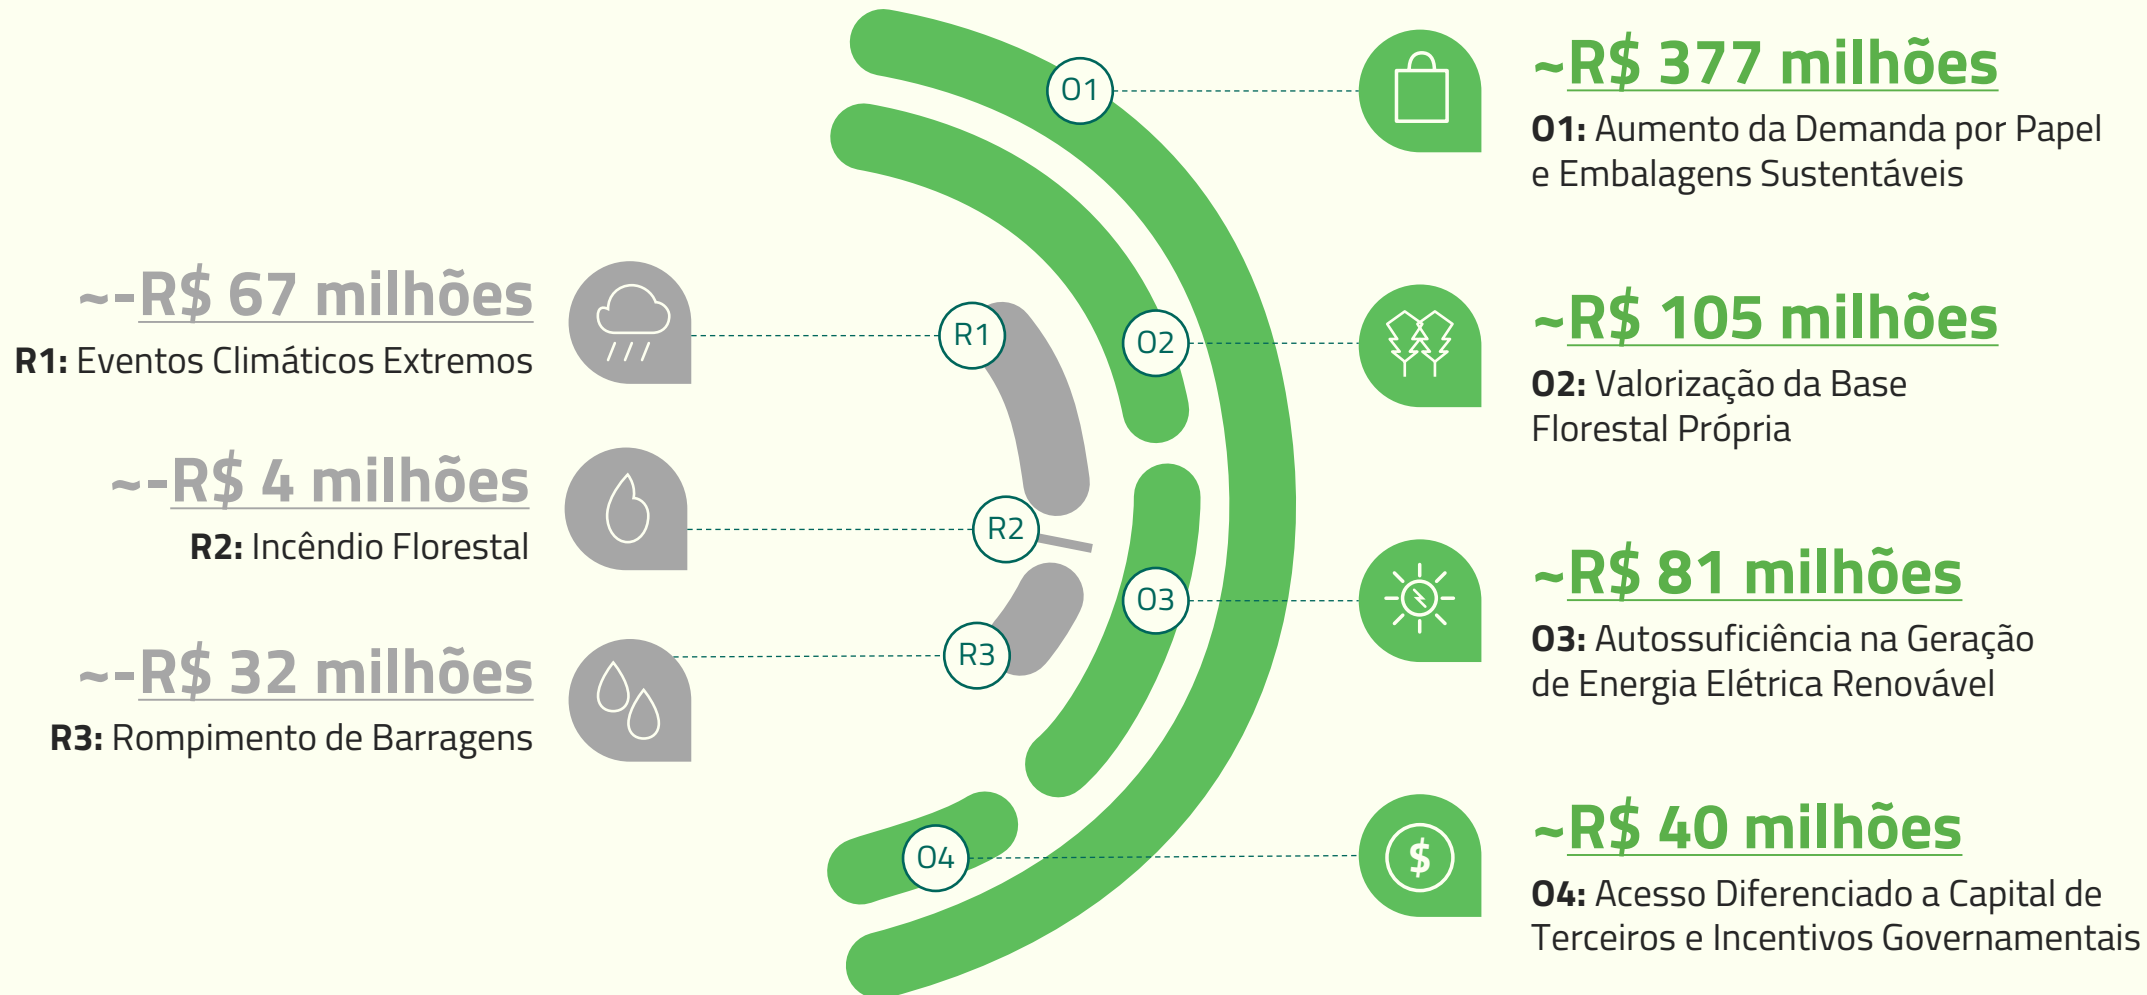 ~-R$ 67 milhões
R1: Eventos Climáticos Extremos
~-R$ 4 milhões
R2: Incêndio Florestal
~-R$ 32 milhões
R3: Rompimento de Barragens
R1
R2
R3
O1
O2
O3
O4
~R$ 377 milhões
O1: Aumento da Demanda por Papel
e Embalagens Sustentáveis
~R$ 105 milhões
O2: Valorização da Base
Florestal Própria
~R$ 81 milhões
O3: Autossuficiência na Geração
de Energia Elétrica Renovável
$
~R$ 40 milhões
O4: Acesso Diferenciado a Capital de
Terceiros e Incentivos Governamentais